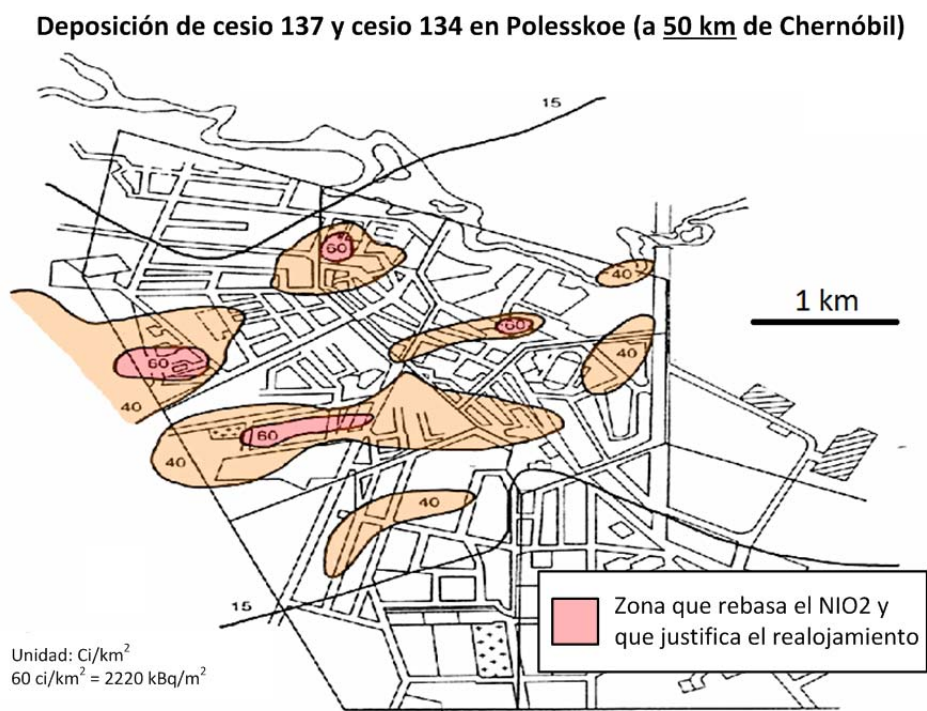 Deposición de cesio 137 y cesio 134 en Polesskoe (a 50 km de Chernóbil)
15
60
40
1 km
60
40
60
40
60
40
40
15
Zona que rebasa el NIO2 y
que justifica el realojamiento
Unidad: Ci/km²
60 ci/km² = 2220 kBq/m²